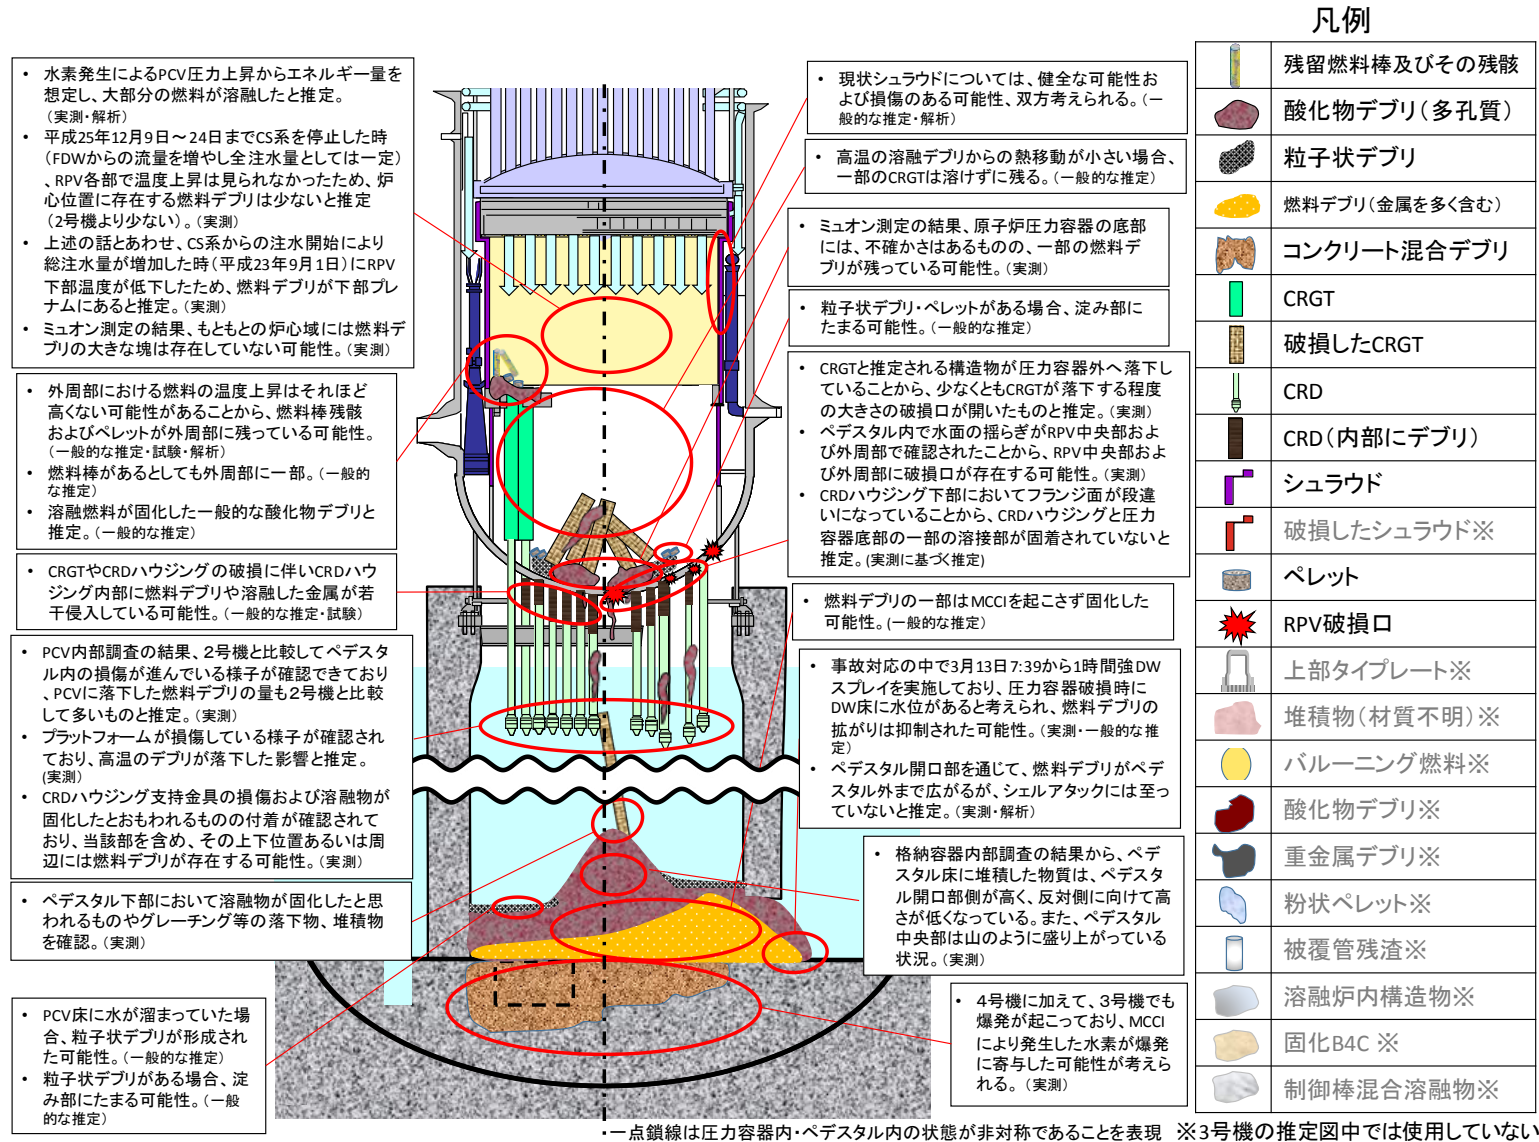 凡例
・ 水素発生によるPCV圧力上昇からエネルギー量を
想定し、大部分の燃料が溶融したと推定。
（実測・解析）
・ 平成25年12月9日～24日までCS系を停止した時
（FDWからの流量を増やし全注水量としては一定）
、RPV各部で温度上昇は見られなかったため、炉
心位置に存在する燃料デブリは少ないと推定
（2号機より少ない）。（実測）
・ 上述の話とあわせ、CS系からの注水開始により
総注水量が増加した時（平成23年9月1日）にRPV
下部温度が低下したため、燃料デブリが下部プレ
ナムにあると推定。（実測）
・ ミュオン測定の結果、もともとの炉心域には燃料デ
ブリの大きな塊は存在していない可能性。（実測）
・ 外周部における燃料の温度上昇はそれほど
高くない可能性があることから、燃料棒残骸
およびペレットが外周部に残っている可能性。
（一般的な推定・試験・解析）
・ 燃料棒があるとしても外周部に一部。（一般的
な推定）
・ 溶融燃料が固化した一般的な酸化物デブリと
推定。（一般的な推定）
・ CRGTやCRDハウジングの破損に伴いCRDハウ
ジング内部に燃料デブリや溶融した金属が若
干侵入している可能性。（一般的な推定・試験）
・ PCV内部調査の結果、２号機と比較してペデスタ
ル内の損傷が進んでいる様子が確認できており
、PCVに落下した燃料デブリの量も２号機と比較
して多いものと推定。（実測）
・ プラットフォームが損傷している様子が確認され
ており、高温のデブリが落下した影響と推定。
（実測）
・ CRDハウジング支持金具の損傷および溶融物が
固化したとおもわれるものの付着が確認されて
おり、当該部を含め、その上下位置あるいは周
辺には燃料デブリが存在する可能性。（実測）
・ ペデスタル下部において溶融物が固化したと思
われるものやグレーチング等の落下物、堆積物
を確認。（実測）
・ PCV床に水が溜まっていた場
合、粒子状デブリが形成され
た可能性。（一般的な推定）
・ 粒子状デブリがある場合、淀
み部にたまる可能性。（一般
的な推定）
・ 現状シュラウドについては、健全な可能性お
よび損傷のある可能性、双方考えられる。（一
般的な推定・解析）
・ 高温の溶融デブリからの熱移動が小さい場合、
一部のCRGTは溶けずに残る。（一般的な推定）
・ ミュオン測定の結果、原子炉圧力容器の底部
には、不確かさはあるものの、一部の燃料デ
ブリが残っている可能性。（実測）
・ 粒子状デブリ・ペレットがある場合、淀み部に
たまる可能性。（一般的な推定）
・ CRGTと推定される構造物が圧力容器外へ落下し
ていることから、少なくともCRGTが落下する程度
の大きさの破損口が開いたものと推定。（実測）
・ ペデスタル内で水面の揺らぎがRPV中央部およ
び外周部で確認されたことから、RPV中央部およ
び外周部に破損口が存在する可能性。（実測）
・ CRDハウジング下部においてフランジ面が段違
いになっていることから、CRDハウジングと圧力
容器底部の一部の溶接部が固着されていないと
推定。（実測に基づく推定）
・ 燃料デブリの一部はMCCIを起こさず固化した
可能性。（一般的な推定）
・ 事故対応の中で3月13日7:39から1時間強DW
スプレイを実施しており、圧力容器破損時に
DW床に水位があると考えられ、燃料デブリの
拡がりは抑制された可能性。（実測・一般的な推
定）
・ ペデスタル開口部を通じて、燃料デブリがペデ
スタル外まで広がるが、シェルアタックには至っ
ていないと推定。（実測・解析）
・ 格納容器内部調査の結果から、ペデ
スタル床に堆積した物質は、ペデスタ
ル開口部側が高く、反対側に向けて高
さが低くなっている。また、ペデスタル
中央部は山のように盛り上がっている
状況。（実測）
・ ４号機に加えて、３号機でも
爆発が起こっており、MCCI
により発生した水素が爆発
に寄与した可能性が考えら
れる。（実測）
残留燃料棒及びその残骸
酸化物デブリ（多孔質）
粒子状デブリ
燃料デブリ（金属を多く含む）
コンクリート混合デブリ
CRGT
破損したCRGT
CRD
CRD（内部にデブリ）
シュラウド
破損したシュラウド※
ペレット
RPV破損口
上部タイプレート※
堆積物（材質不明）※
バルーニング燃料※
酸化物デブリ※
重金属デブリ※
粉状ペレット※
被覆管残渣※
溶融炉内構造物※
固化B4C ※
制御棒混合溶融物※
・一点鎖線は圧力容器内・ペデスタル内の状態が非対称であることを表現
※3号機の推定図中では使用していない